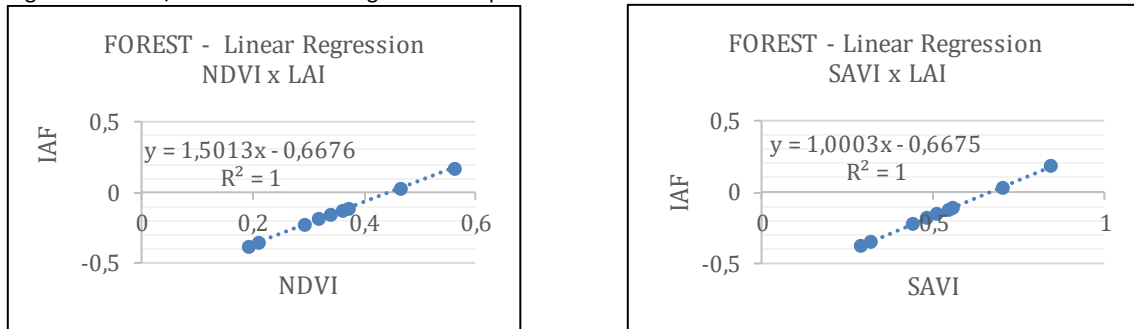 FOREST - Linear Regression
NDVI x LAI
0,5
y = 1,5013x - 0,6676
R² = 1
IAF
0
0 0,2 0,4 0,6
-0,5
NDVI
FOREST - Linear Regression
SAVI x LAI
0,5
y = 1,0003x - 0,6675
R² = 1
IAF
0
0 0,5 1
-0,5
SAVI